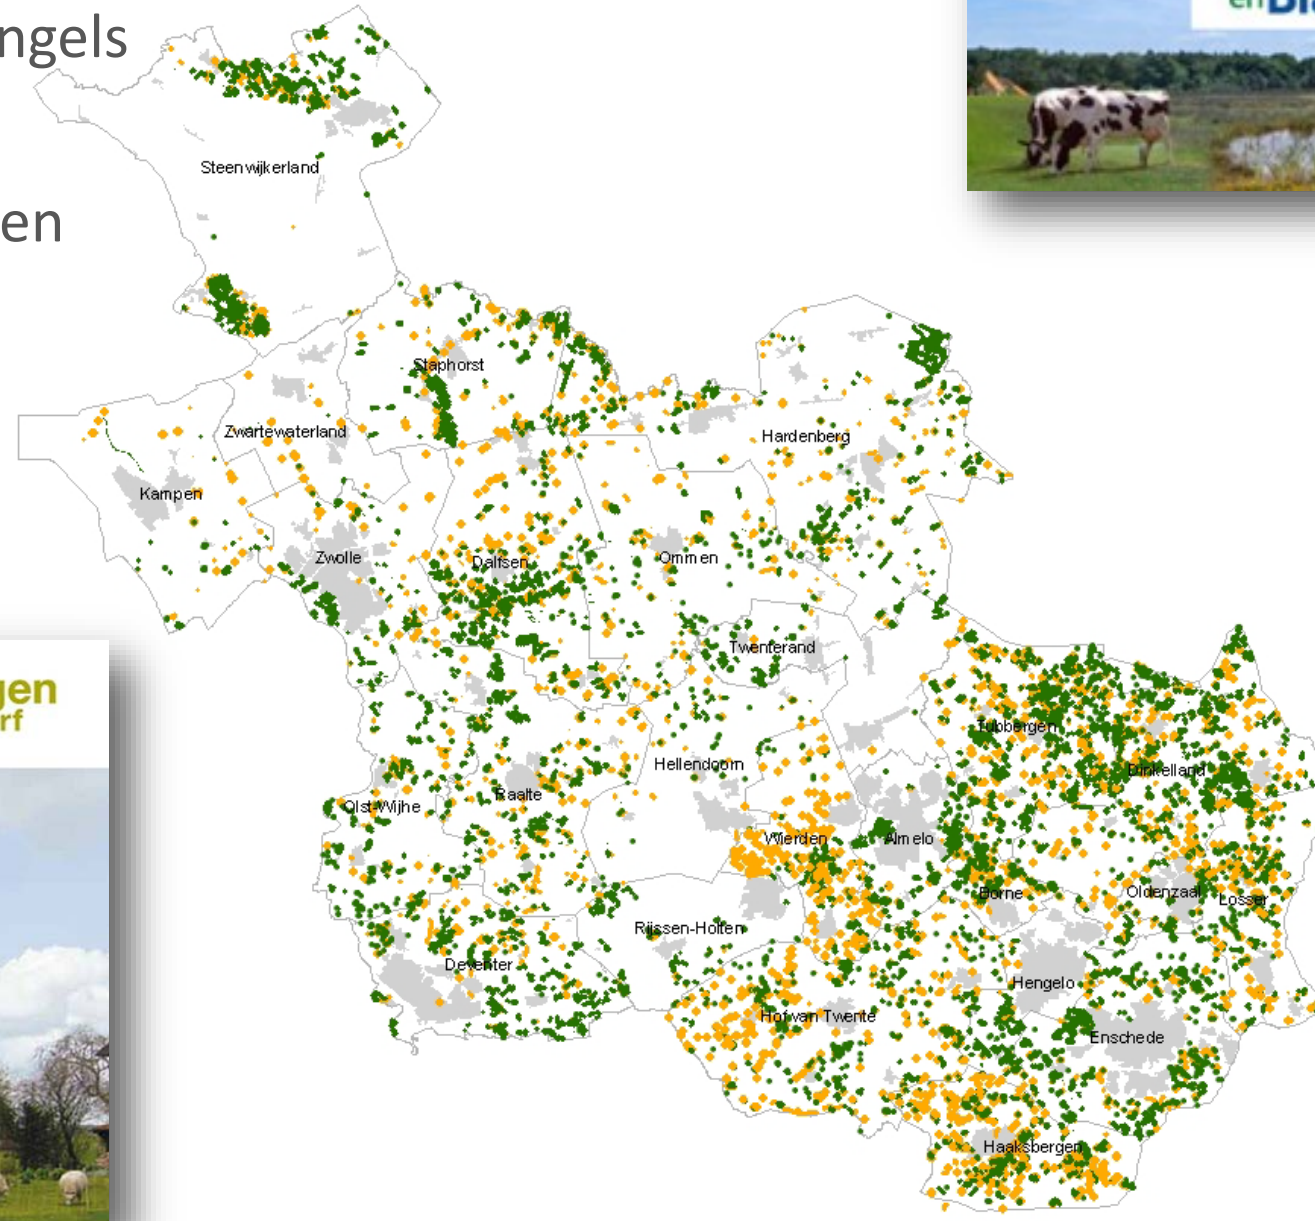 ngels
en
en
Steenwijkerland
Staphorst
Zwartewaterland
Hardenberg
Kampen
Zwolle
Dalfsen
Ommen
Twenterand
gen
rf
Tubbergen
Hellendoorn
Dinkelland
Raalte
Olst-Wijhe
Wierden
Almelo
Borne
Oldenzaal
Losser
Rijssen-Holten
Deventer
Hengelo
Hof van Twente
Enschede
Haaksbergen